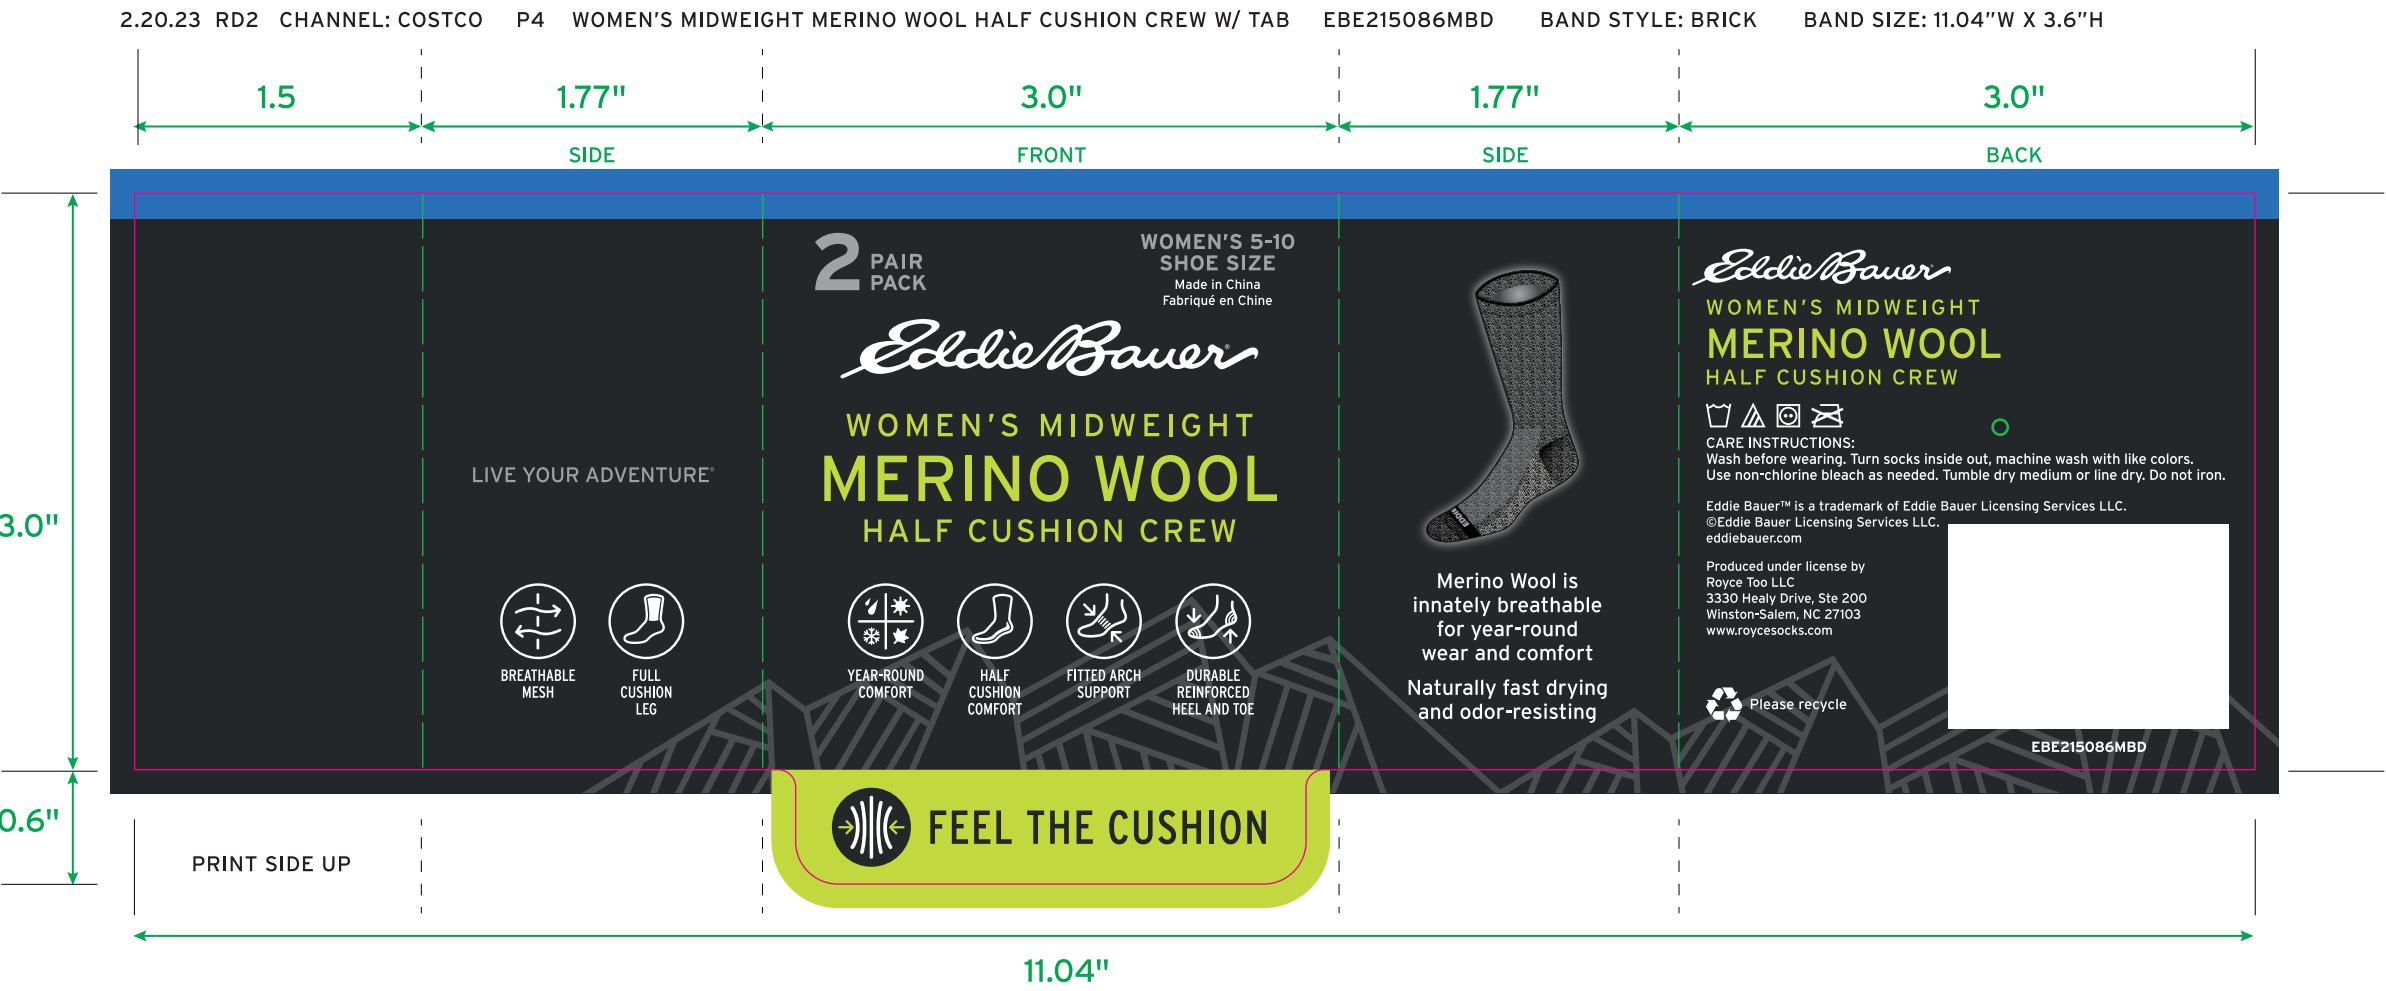 2.20.23 RD2 CHANNEL: COSTCO P4 WOMEN'S MIDWEIGHT MERINO WOOL HALF CUSHION CREW W/ TAB EBE215086MBD BAND STYLE: BRICK BAND SIZE: 11.04"W X 3.6"H
1.5 1.77" 3.0" 1.77" 3.0"
SIDE FRONT SIDE BACK
3.0"
0.6"
LIVE YOUR ADVENTURE®
BREATHABLE
MESH
FULL
CUSHION
LEG
2 PAIR
PACK
WOMEN'S 5-10
SHOE SIZE
Made in China
Fabriqué en Chine
Eddie Bauer®
WOMEN'S MIDWEIGHT
MERINO WOOL
HALF CUSHION CREW
YEAR-ROUND
COMFORT
HALF
CUSHION
COMFORT
FITTED ARCH
SUPPORT
DURABLE
REINFORCED
HEEL AND TOE
FEEL THE CUSHION
Merino Wool is
innately breathable
for year-round
wear and comfort
Naturally fast drying
and odor-resisting
Eddie Bauer
WOMEN'S MIDWEIGHT
MERINO WOOL
HALF CUSHION CREW
CARE INSTRUCTIONS:
Wash before wearing. Turn socks inside out, machine wash with like colors.
Use non-chlorine bleach as needed. Tumble dry medium or line dry. Do not iron.
Eddie Bauer™ is a trademark of Eddie Bauer Licensing Services LLC.
©Eddie Bauer Licensing Services LLC.
eddiebauer.com
Produced under license by
Royce Too LLC
3330 Healy Drive, Ste 200
Winston-Salem, NC 27103
www.roycesocks.com
Please recycle
EBE215086MBD
PRINT SIDE UP
11.04"